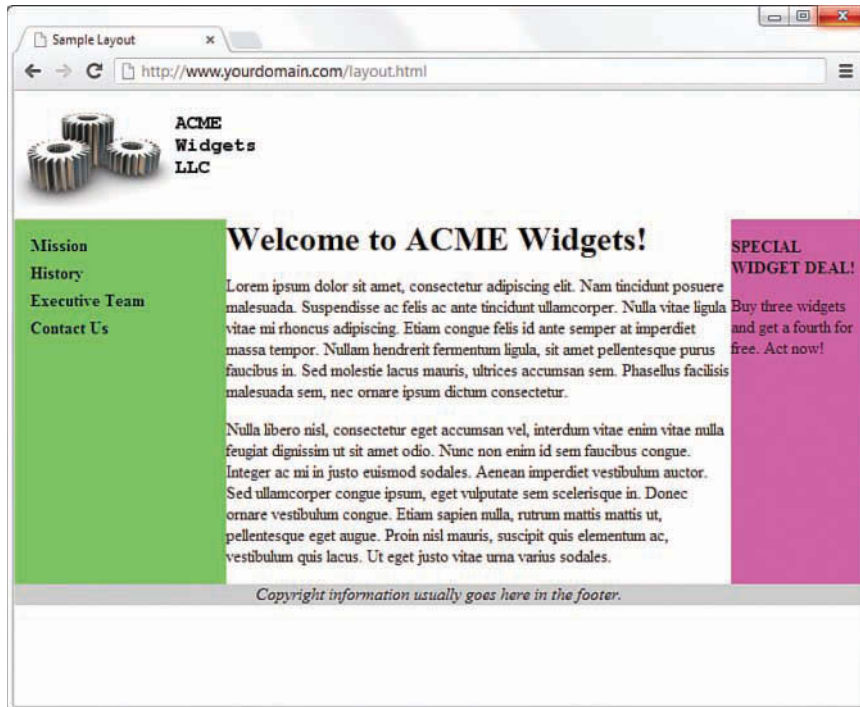 Sample Layout
http://www.yourdomain.com/layout.html
ACME
Widgets
LLC
Mission
History
Executive Team
Contact Us
Welcome to ACME Widgets!
Lorem ipsum dolor sit amet, consectetur adipiscing elit. Nam tincidunt posuere
malesuada. Suspendisse ac felis ac ante tincidunt ullamcorper. Nulla vitae ligula
vitae mi rhoncus adipiscing. Etiam congue felis id ante semper at imperdiet
massa tempor. Nullam hendrerit fermentum ligula, sit amet pellentesque purus
faucibus in. Sed molestie lacus mauris, ultrices accumsan sem. Phasellus facilisis
malesuada sem, nec ornare ipsum dictum consectetur.
Nulla libero nisl, consectetur eget accumsan vel, interdum vitae enim vitae nulla
feugiat dignissim ut sit amet odio. Nunc non enim id sem faucibus congue.
Integer ac mi in justo euismod sodales. Aenean imperdiet vestibulum auctor.
Sed ullamcorper congue ipsum, eget vulputate sem scelerisque in. Donec
ornare vestibulum congue. Etiam sapien nulla, rutrum mattis mattis ut,
pellentesque eget augue. Proin nisl mauris, suscipit quis elementum ac,
vestibulum quis lacus. Ut eget justo vitae urna varius sodales.
SPECIAL
WIDGET DEAL!
Buy three widgets
and get a fourth for
free. Act now!
Copyright information usually goes here in the footer.